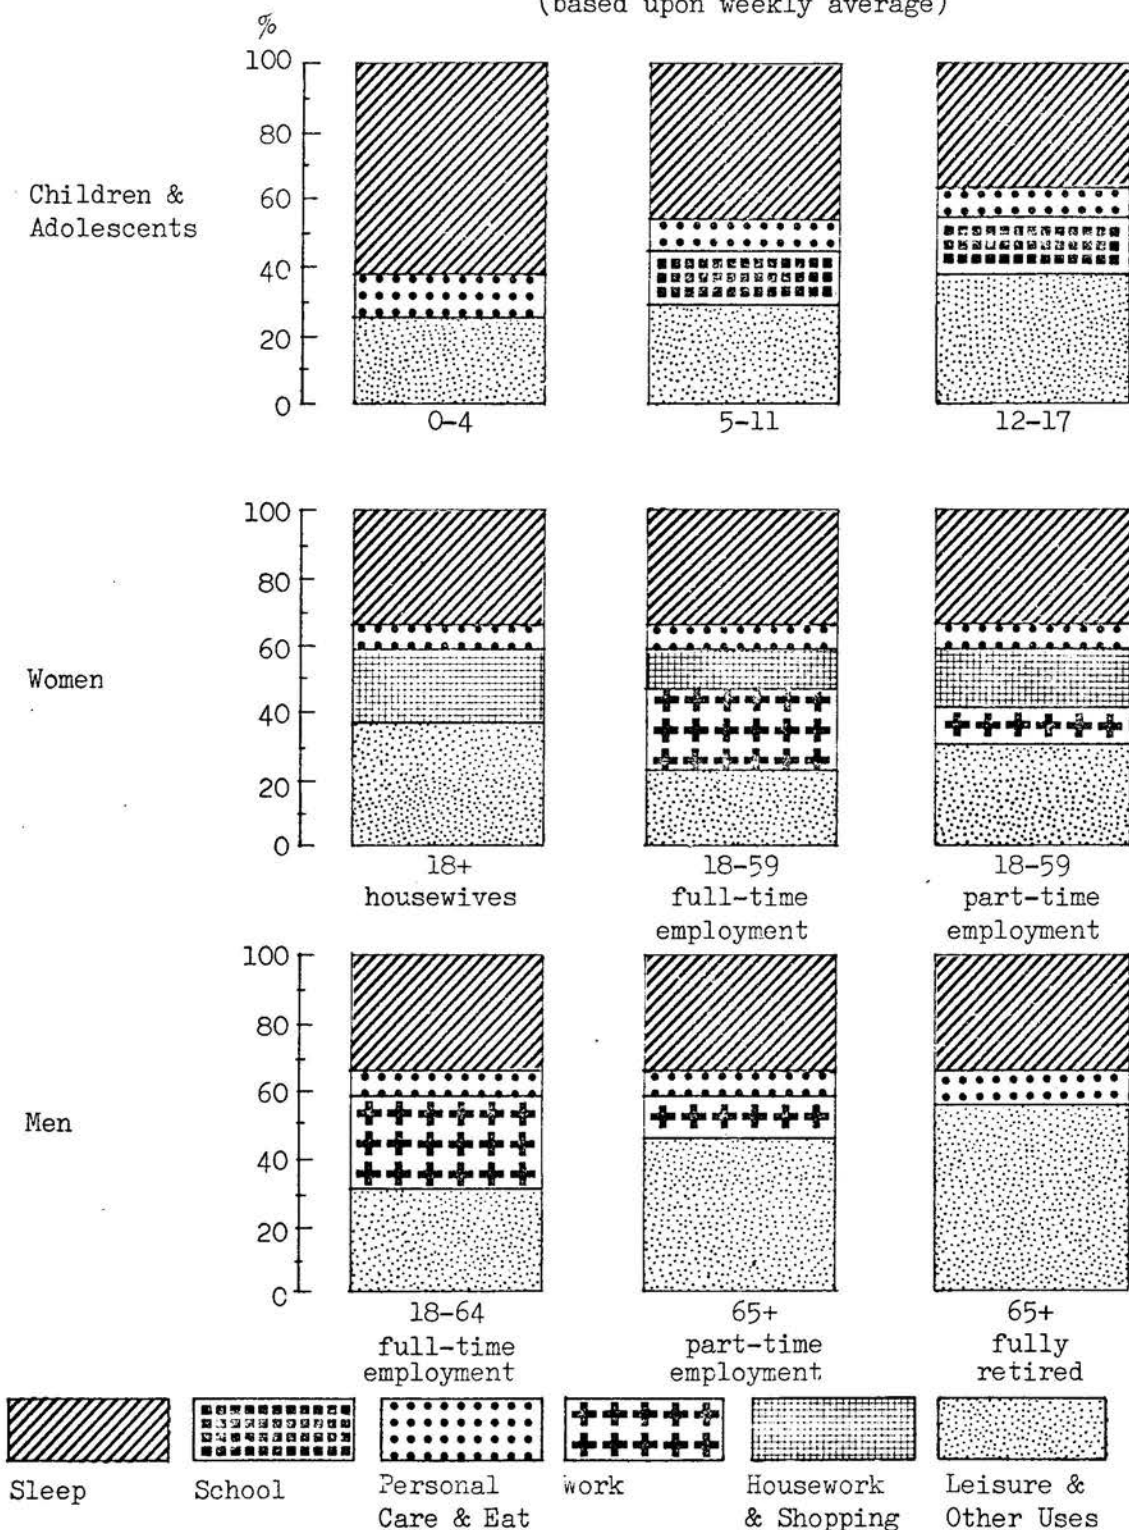 (based upon weekly average)
%
100
80
60
40
20
0
Children &
Adolescents
0-4
5-11
12-17
100
80
60
40
20
0
Women
18+
housewives
18-59
full-time
employment
18-59
part-time
employment
100
80
60
40
20
0
Men
18-64
full-time
employment
65+
part-time
employment
65+
fully
retired
Sleep
School
Personal
Care & Eat
Work
Housework
& Shopping
Leisure &
Other Uses